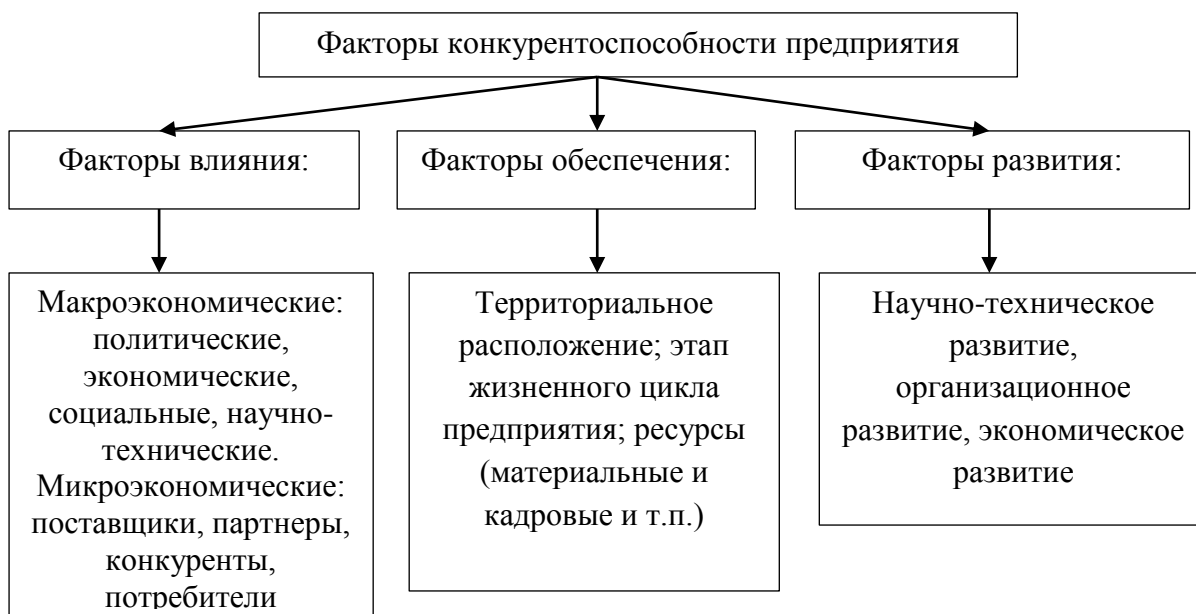 Факторы конкурентоспособности предприятия
Факторы влияния:
Факторы обеспечения:
Факторы развития:
Макроэкономические:
политические,
экономические,
социальные, научно-
технические.
Микроэкономические:
поставщики, партнеры,
конкуренты,
потребители
Территориальное
расположение; этап
жизненного цикла
предприятия; ресурсы
(материальные и
кадровые и т.п.)
Научно-техническое
развитие,
организационное
развитие, экономическое
развитие